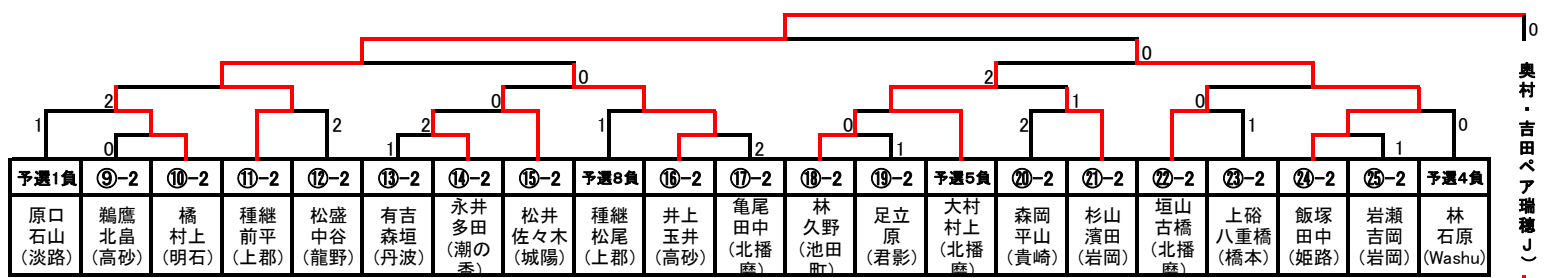 0
0
2
0
2
0
1
0
1
2
1
2
0
2
0
1
1
0
1
0
1
2
1
予選1負 ⑨-2 ⑩-2 ⑪-2 ⑫-2 ⑬-2 ⑭-2 ⑮-2 予選8負 ⑯-2 ⑰-2 ⑱-2 ⑲-2 予選5負 ⑳-2 ㉑-2 ㉒-2 ㉓-2 ㉔-2 ㉕-2 予選4負
原口
石山
(淡路)
鵜鷹
北畠
(高砂)
橘
村上
(明石)
種継
前平
(上郡)
松盛
中谷
(龍野)
有吉
森垣
(丹波)
永井
多田
(潮の
香)
松井
佐々木
(城陽)
種継
松尾
(上郡)
井上
玉井
(高砂)
亀尾
田中
(北播
磨)
林
久野
(池田
町)
足立
原
(君影)
大村
村上
(北播
磨)
森岡
平山
(貴崎)
杉山
濱田
(岩岡)
垣山
古橋
(北播
磨)
上硲
八重橋
(橋本)
飯塚
田中
(姫路)
岩瀬
吉岡
(岩岡)
林
石原
(Washu)
奥村・吉田ペア瑞穂J)